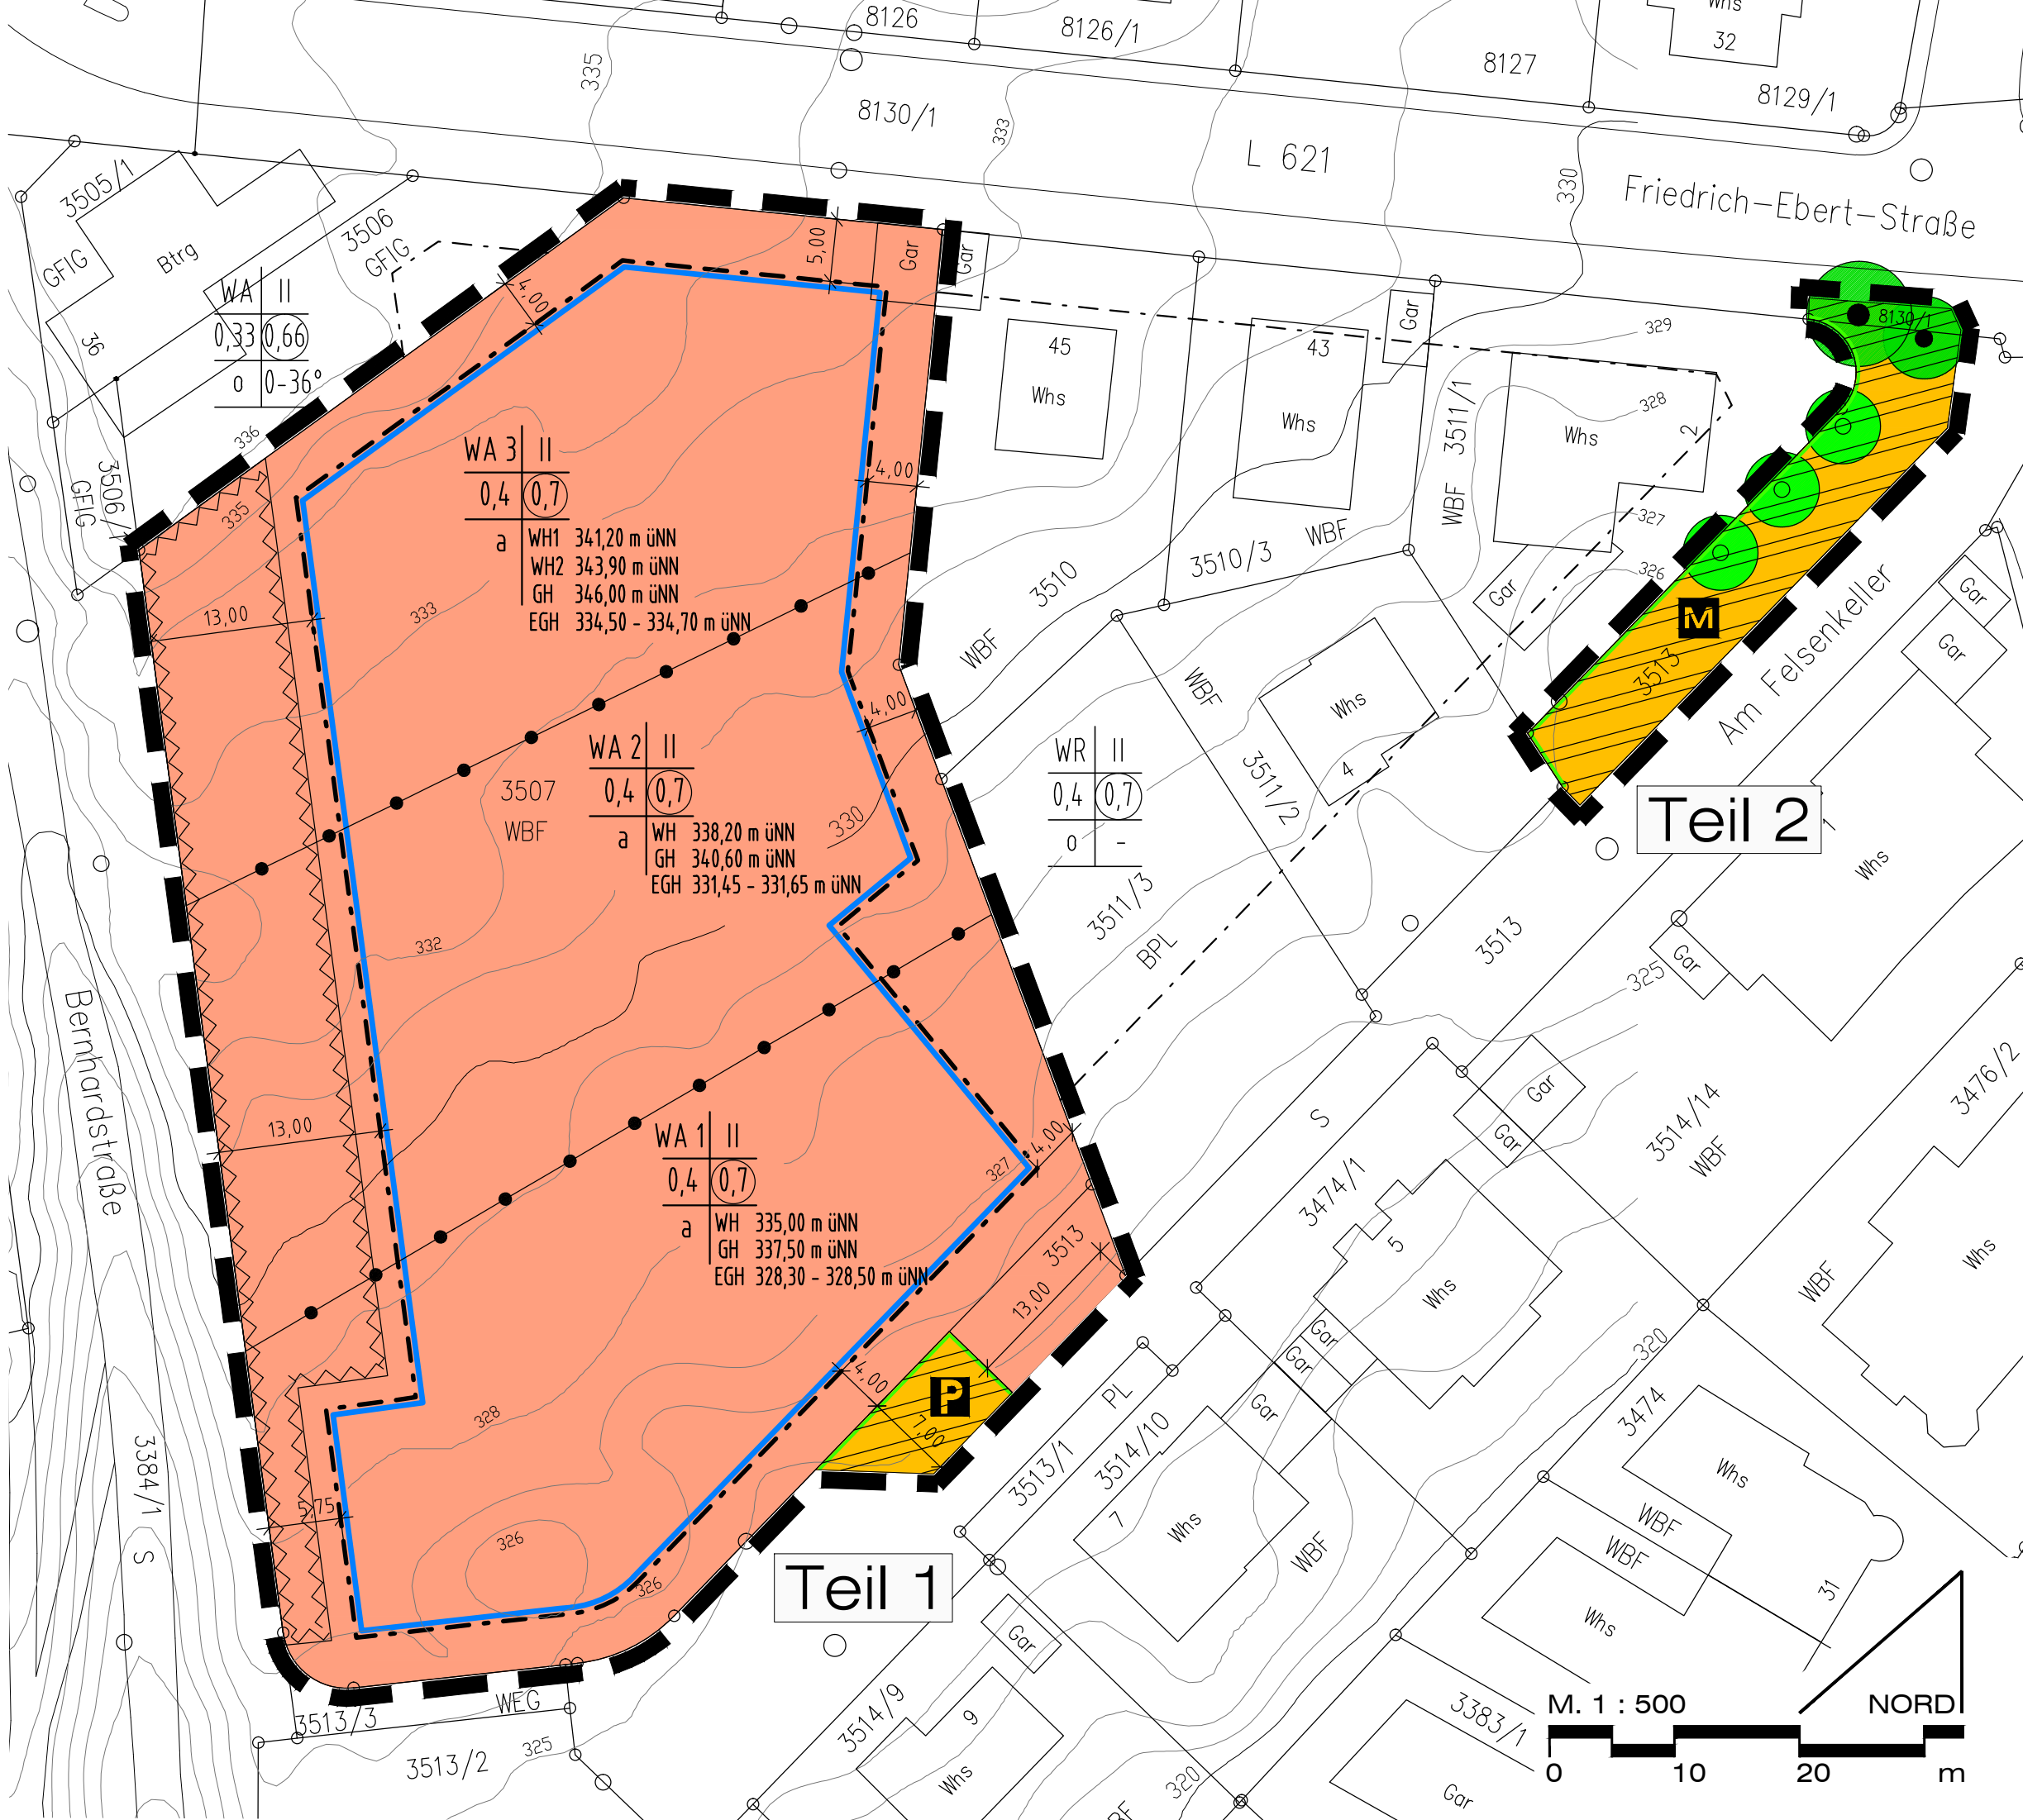 Whs
32
8126
8126/1
8127
8129/1
335
8130/1
333
L 621
330
Friedrich-Ebert-Straße
3505/1
GFIG
Btrg
3506
GFIG
36
WA II
0,33 0,66
o 0-36°
5,00
Gar
Gar
4,00
8130/1
336
335
3506/1
GFIG
45
Whs
43
Whs
Gar
329
328
Whs
2
WBF 3511/1
327
326
WA 3 II
0,4 0,7
a WH1 341,20 m üNN
WH2 343,90 m üNN
GH 346,00 m üNN
EGH 334,50 - 334,70 m üNN
4,00
13,00
333
3510
WBF
3510/3 WBF
Gar
M
3513
Am Felsenkeller
Gar
Gar
4,00
WBF
Whs
4
3511/2
WA 2 II
3507
WBF
0,4 0,7
a WH 338,20 m üNN
GH 340,60 m üNN
EGH 331,45 - 331,65 m üNN
330
WR II
0,4 0,7
o -
Teil 2
1
Whs
3511/3
BPL
3513
Gar
325
332
Bernhardstraße
13,00
WA 1 II
0,4 0,7
a WH 335,00 m üNN
GH 337,50 m üNN
EGH 328,30 - 328,50 m üNN
327
4,00
3513
13,00
S
Gar
Gar
3514/14
WBF
3476/2
3474/1
5
Whs
Gar
Gar
Gar
WBF
Whs
320
3474
4,00
P
7,00
328
PL
3513/1
3514/10
7
Whs
WBF
Whs
WBF
WBF
31
Whs
3384/1
S
5,75
326
326
Teil 1
Gar
WEG
3513/3
3513/2
325
3514/9
9
Whs
320
3383/1
Gar
M. 1 : 500
NORD
0 10 20 m